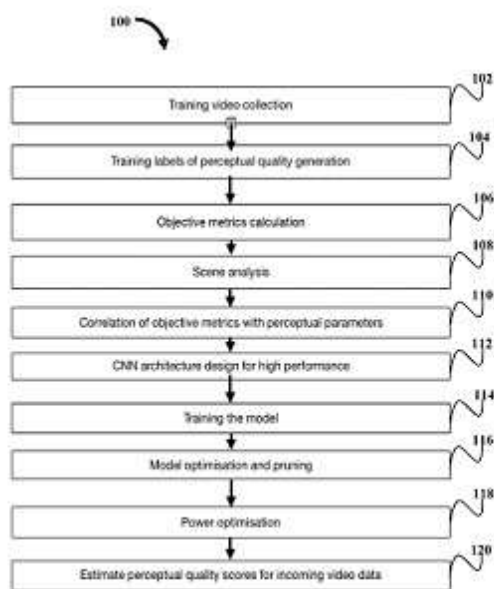 100
102
Training video collection
104
Training labels of perceptual quality generation
106
Objective metrics calculation
108
Scene analysis
110
Correlation of objective metrics with perceptual parameters
112
CNN architecture design for high performance
114
Training the model
116
Model optimisation and pruning
118
Power optimisation
120
Estimate perceptual quality scores for incoming video data